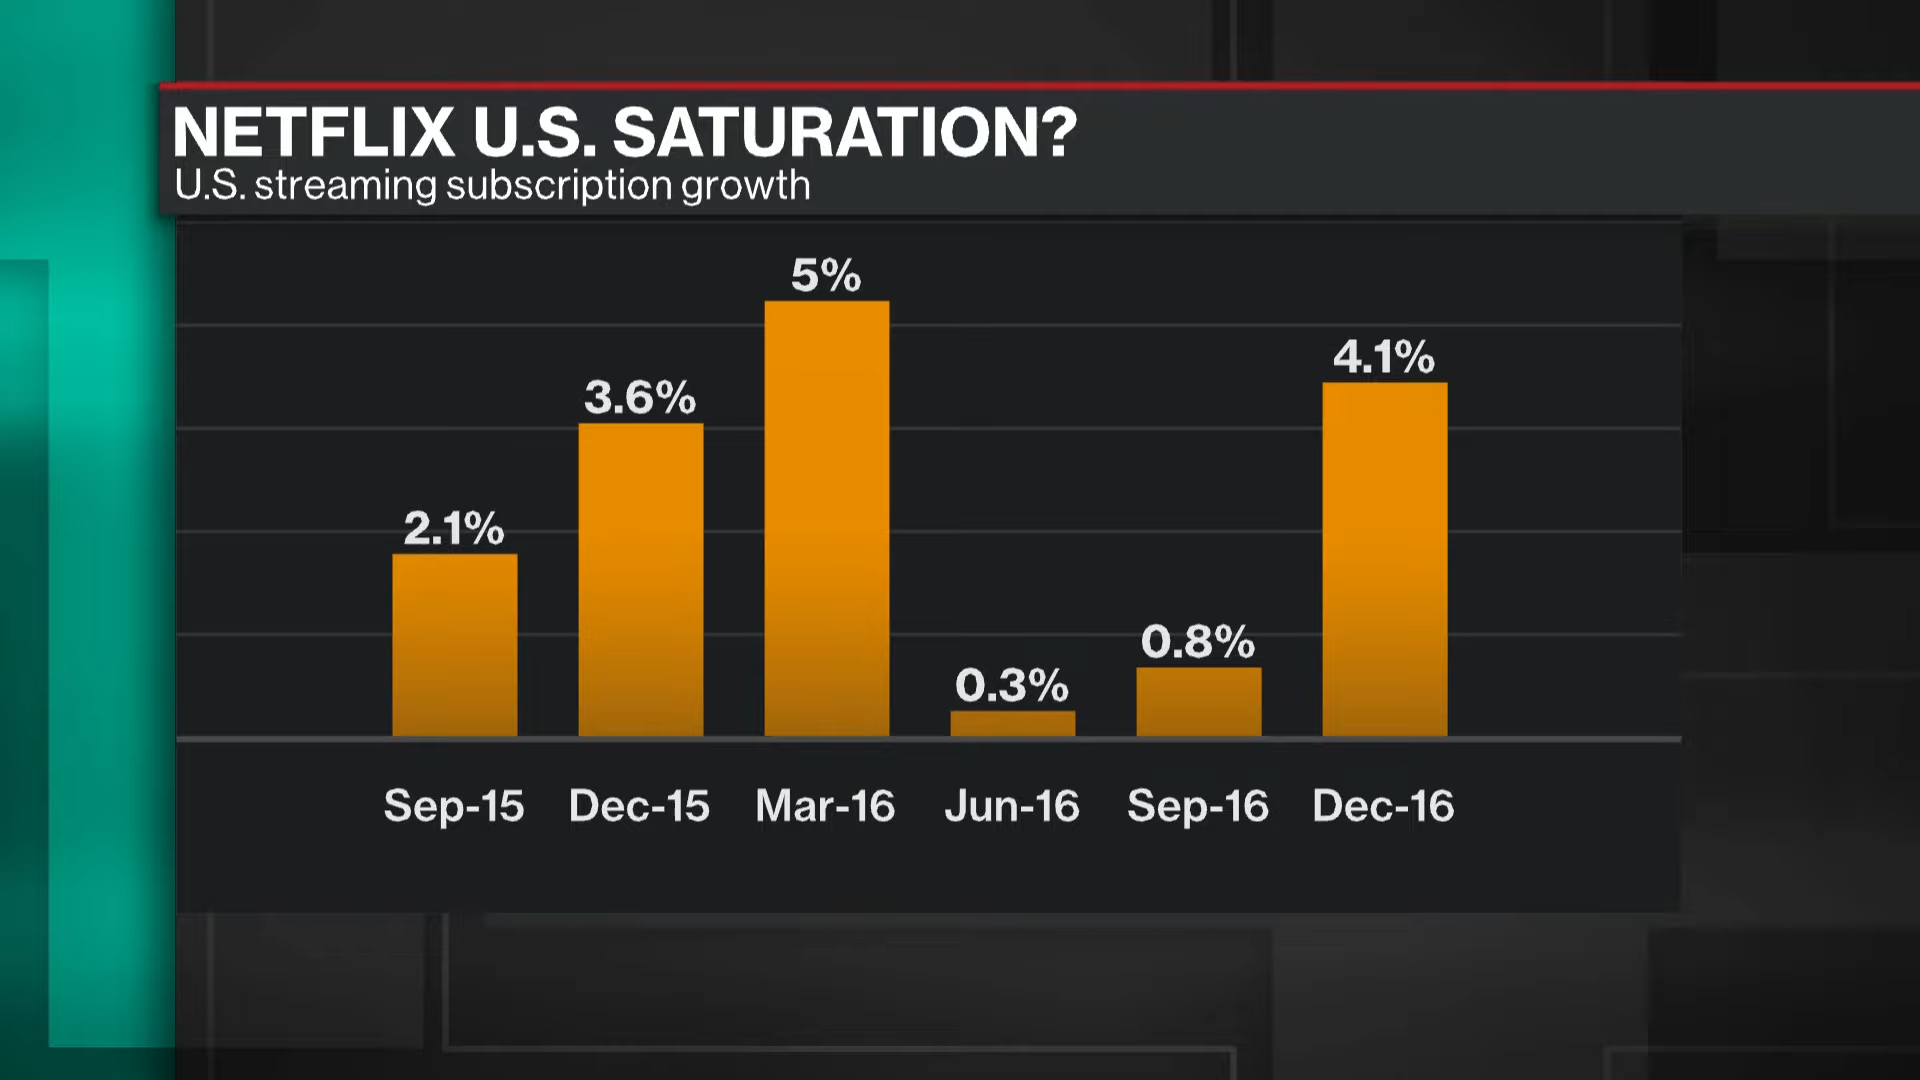 NETFLIX U.S. SATURATION?
U.S. streaming subscription growth
2.1%
3.6%
5%
0.3%
0.8%
4.1%
Sep-15 Dec-15 Mar-16 Jun-16 Sep-16 Dec-16